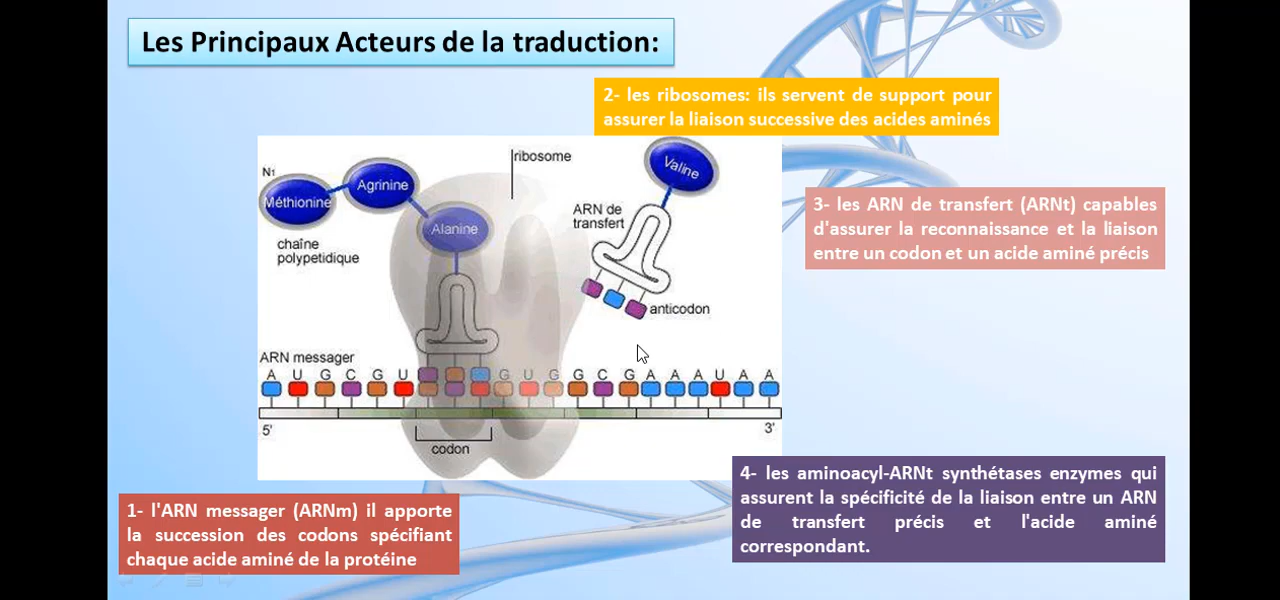 Les Principaux Acteurs de la traduction:
2- les ribosomes: ils servent de support pour
assurer la liaison successive des acides aminés
ribosome
Valine
N1
Méthionine
Agrinine
Alanine
chaîne
polypetidique
ARN de
transfert
3- les ARN de transfert (ARNt) capables
d'assurer la reconnaissance et la liaison
entre un codon et un acide aminé précis
anticodon
ARN messager
A U G C G U G U G G C G A A A U A A
5'
3'
codon
4- les aminoacyl-ARNt synthétases enzymes qui
assurent la spécificité de la liaison entre un ARN
de transfert précis et l'acide aminé
correspondant.
1- l'ARN messager (ARNm) il apporte
la succession des codons spécifiant
chaque acide aminé de la protéine